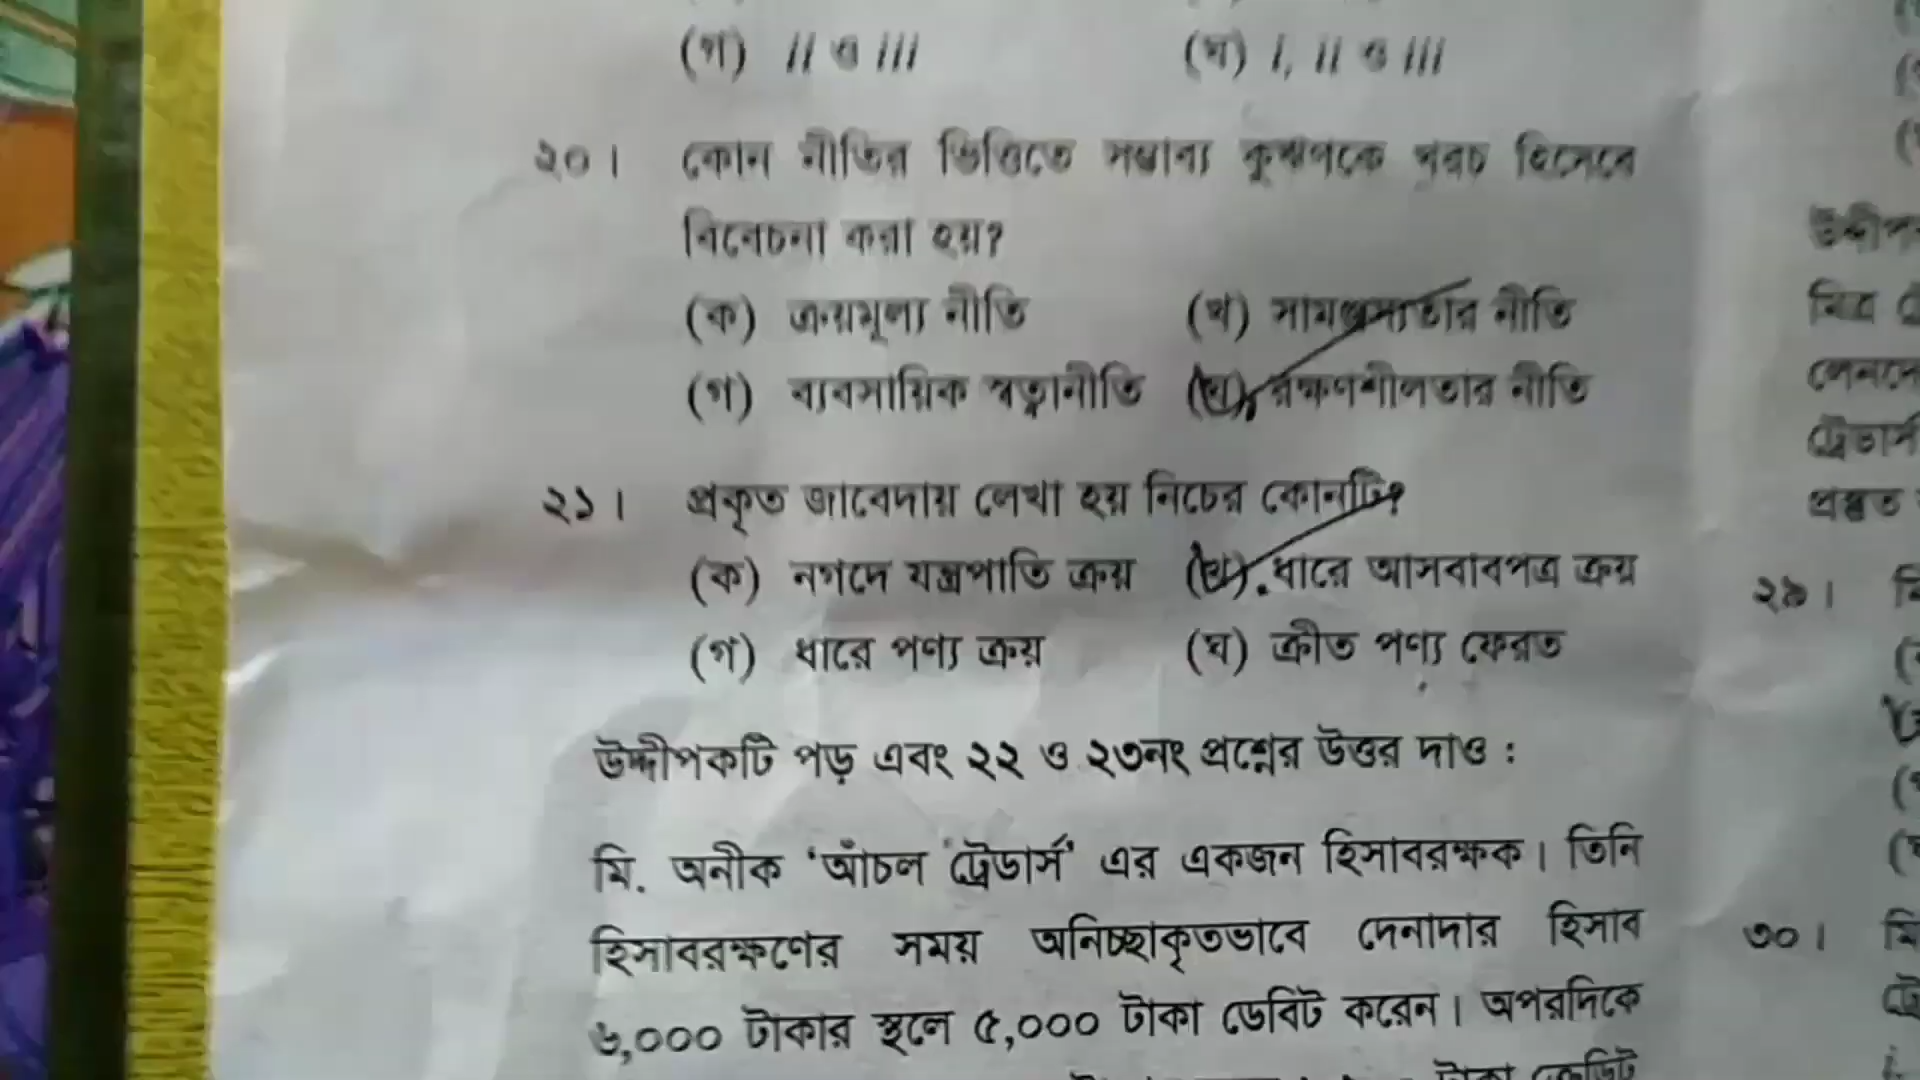 (গ) ii ও iii (ঘ) i, ii ও iii
২০। কোন নীতির ভিত্তিতে সম্ভাব্য কুঋণকে খরচ হিসেবে
বিবেচনা করা হয়?
(ক) ক্রয়মূল্য নীতি (খ) সামঞ্জস্যতার নীতি
(গ) ব্যবসায়িক স্বত্বানীতি (ঘ) রক্ষণশীলতার নীতি
২১। প্রকৃত জাবেদায় লেখা হয় নিচের কোনটি?
(ক) নগদে যন্ত্রপাতি ক্রয় (খ) ধারে আসবাবপত্র ক্রয়
(গ) ধারে পণ্য ক্রয় (ঘ) ক্রীত পণ্য ফেরত
উদ্দীপকটি পড় এবং ২২ ও ২৩নং প্রশ্নের উত্তর দাও :
মি. অনীক 'আঁচল ট্রেডার্স' এর একজন হিসাবরক্ষক। তিনি
হিসাবরক্ষণের সময় অনিচ্ছাকৃতভাবে দেনাদার হিসাব
৬,০০০ টাকার স্থলে ৫,০০০ টাকা ডেবিট করেন। অপরদিকে
টাকা ক্রেডিট
২৯।
৩০।